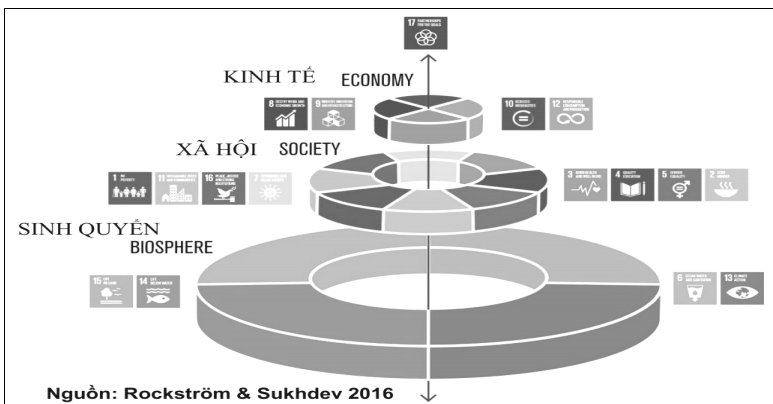 17 PARTNERSHIPS
FOR THE GOALS
KINH TẾ ECONOMY
8 DECENT WORK AND
ECONOMIC GROWTH
9 INDUSTRY, INNOVATION
AND INFRASTRUCTURE
10 REDUCED
INEQUALITIES
12 RESPONSIBLE
CONSUMPTION
AND PRODUCTION
XÃ HỘI SOCIETY
1 NO
POVERTY
11 SUSTAINABLE CITIES
AND COMMUNITIES
16 PEACE, JUSTICE
AND STRONG
INSTITUTIONS
7
3 GOOD HEALTH
AND WELL-BEING
4 QUALITY
EDUCATION
5 GENDER
EQUALITY
2 ZERO
HUNGER
SINH QUYỂN
BIOSPHERE
15 LIFE
ON LAND
14 LIFE
BELOW WATER
6 CLEAN WATER
AND SANITATION
13 CLIMATE
ACTION
Nguồn: Rockström & Sukhdev 2016